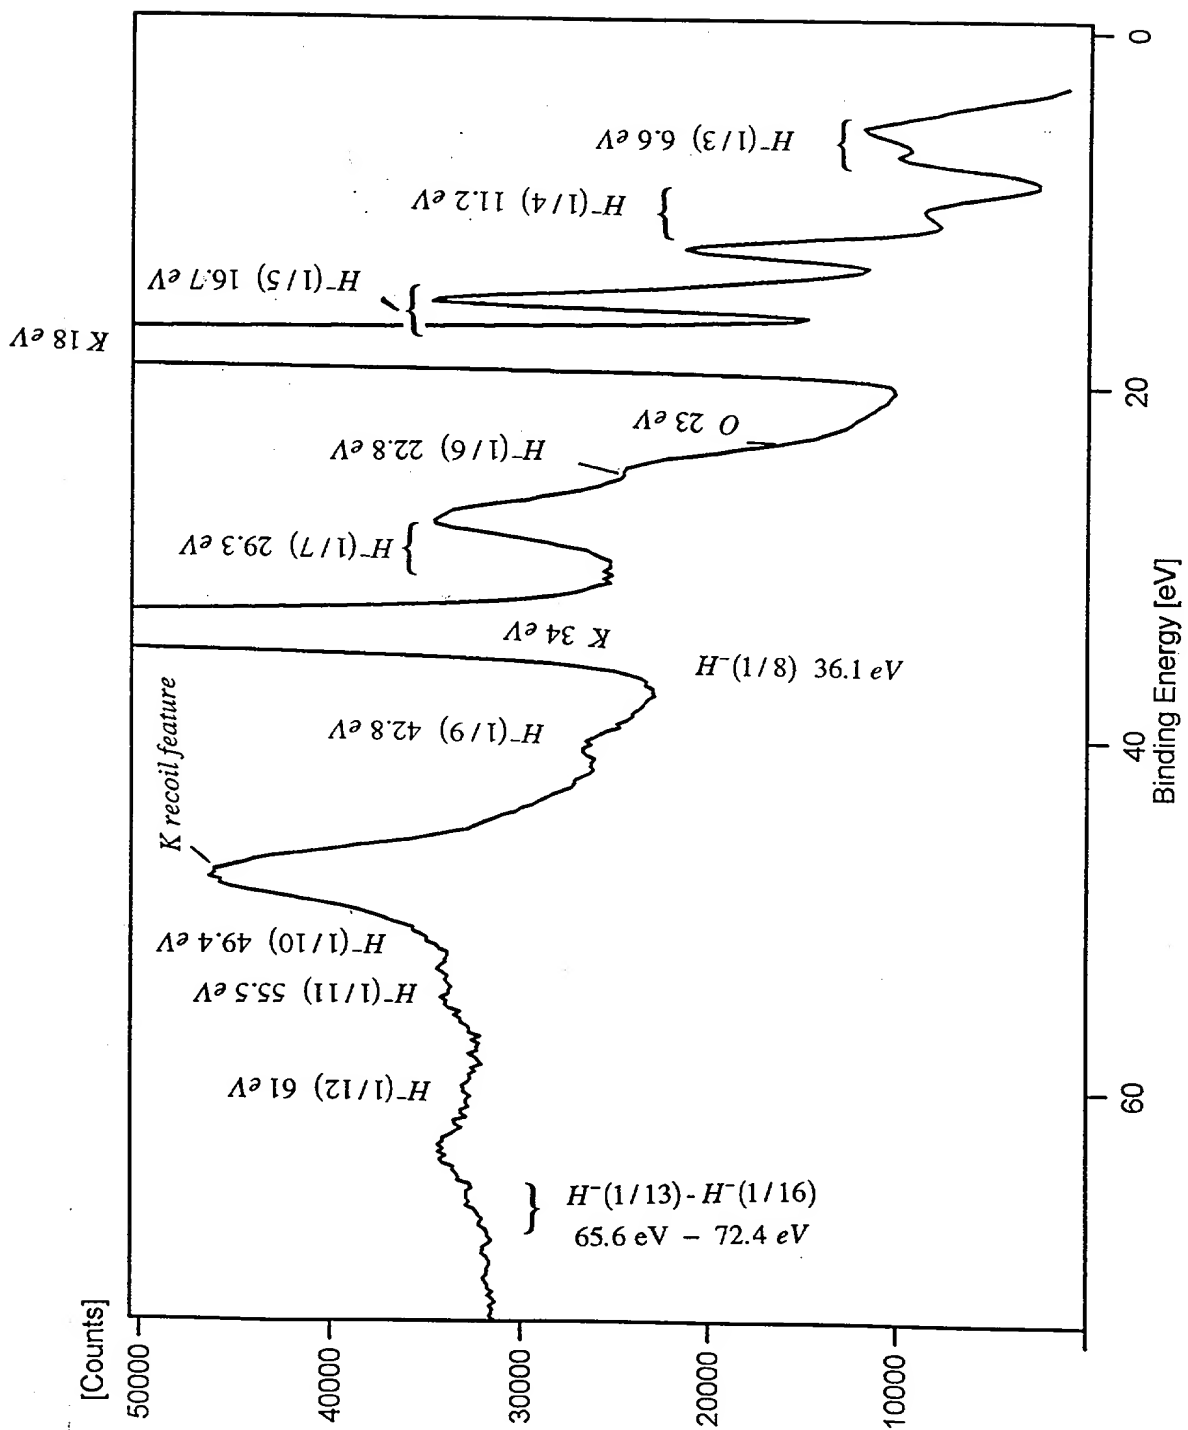 [Counts]
50000
40000
30000
20000
10000
0
20
40
60
Binding Energy [eV]
H⁻(1/3) 6.6 eV
H⁻(1/4) 11.2 eV
H⁻(1/5) 16.7 eV
K 18 eV
O 23 eV
H⁻(1/6) 22.8 eV
H⁻(1/7) 29.3 eV
K 34 eV
H⁻(1/8) 36.1 eV
H⁻(1/9) 42.8 eV
K recoil feature
H⁻(1/10) 49.4 eV
H⁻(1/11) 55.5 eV
H⁻(1/12) 61 eV
H⁻(1/13) - H⁻(1/16)
65.6 eV – 72.4 eV